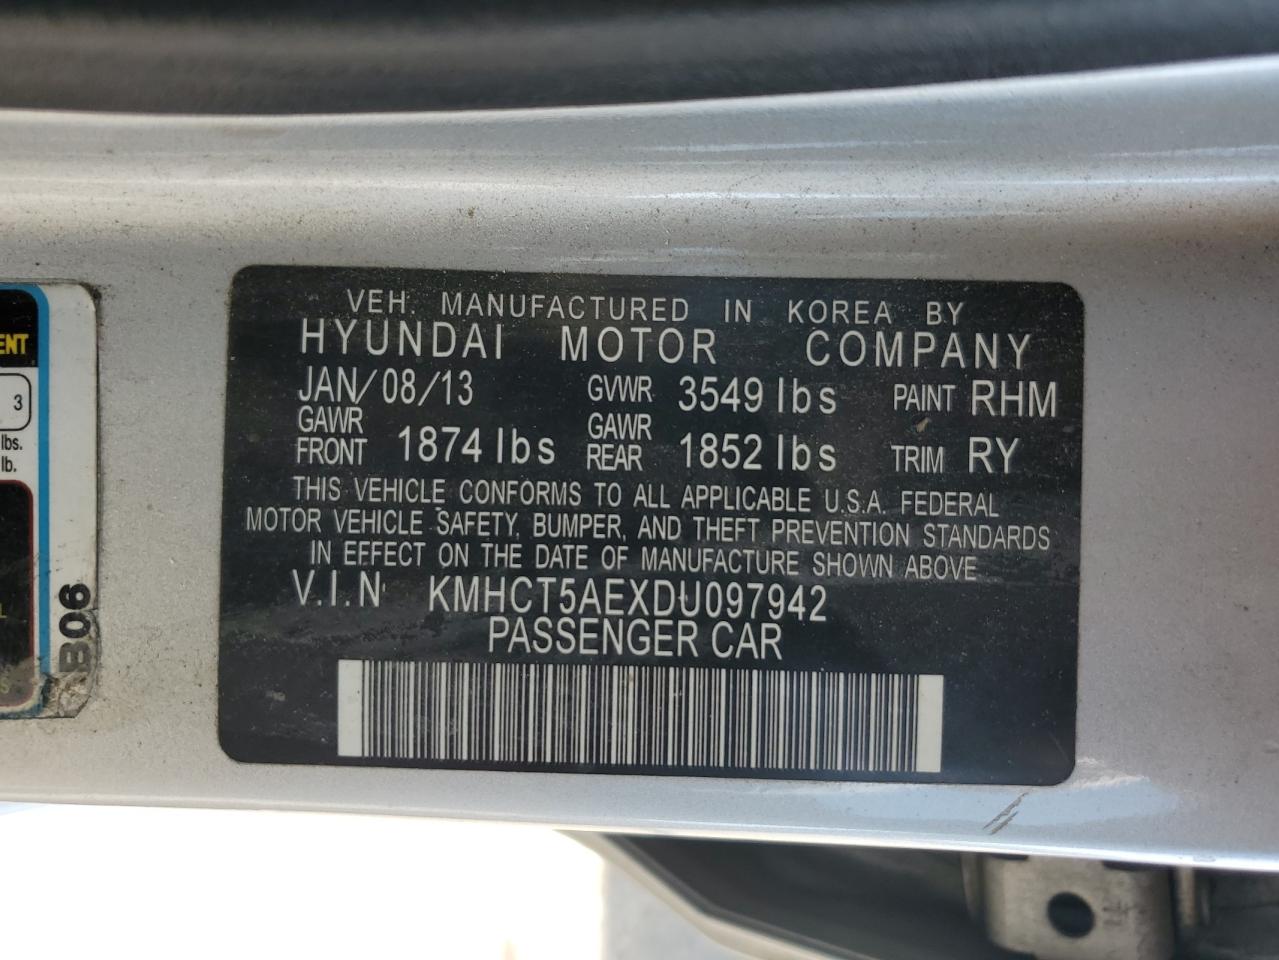 VEH. MANUFACTURED IN KOREA BY
HYUNDAI MOTOR COMPANY
JAN/08/13 GVWR 3549 lbs PAINT RHM
GAWR FRONT 1874 lbs GAWR REAR 1852 lbs TRIM RY
THIS VEHICLE CONFORMS TO ALL APPLICABLE U.S.A. FEDERAL
MOTOR VEHICLE SAFETY, BUMPER, AND THEFT PREVENTION STANDARDS
IN EFFECT ON THE DATE OF MANUFACTURE SHOWN ABOVE
V.I.N KMHCT5AEXDU097942
PASSENGER CAR
3
lbs.
lb.
B06